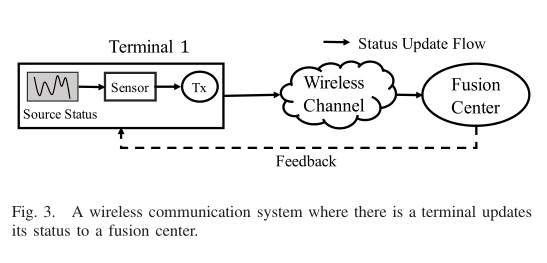 Terminal 1
Status Update Flow
Sensor
Tx
Source Status
Wireless
Channel
Fusion
Center
Feedback
Fig. 3. A wireless communication system where there is a terminal updates
its status to a fusion center.